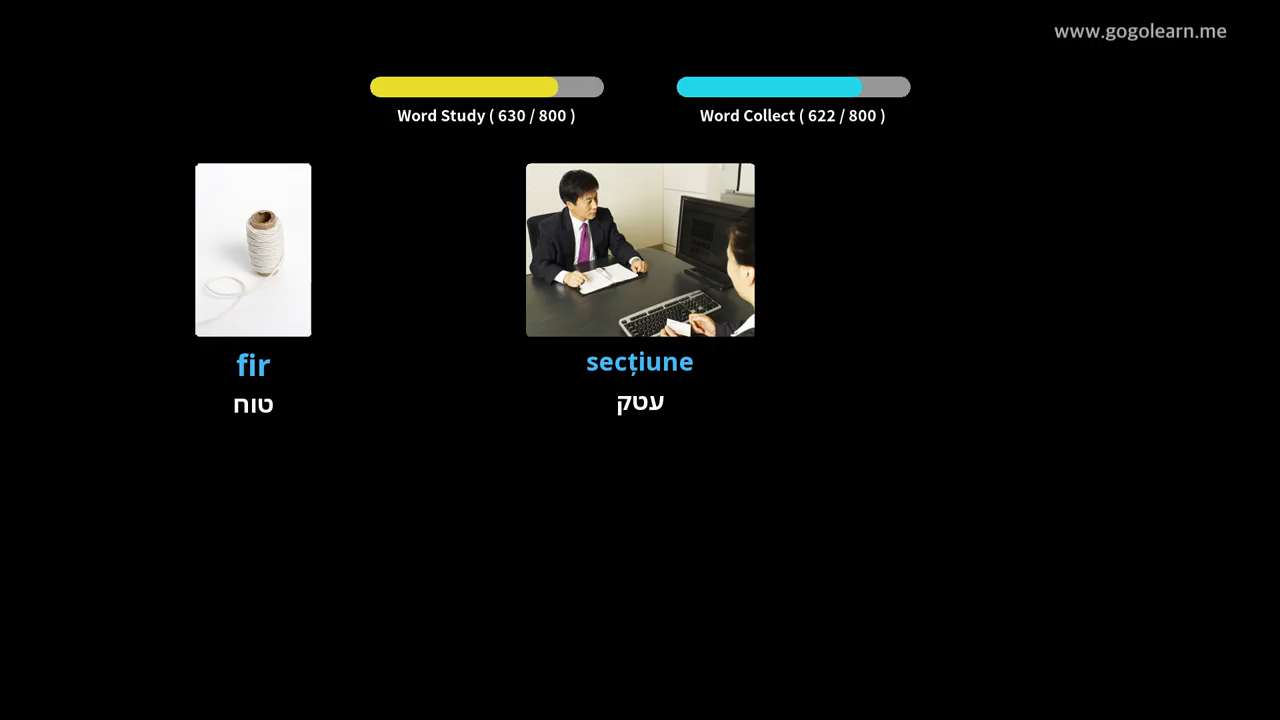 www.gogolearn.me
Word Study ( 630 / 800 )
Word Collect ( 622 / 800 )
fir
טוח
secțiune
עטק